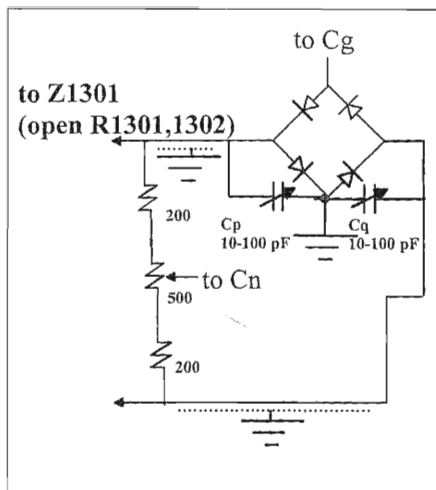 to Cg
to Z1301
(open R1301,1302)
200
Cp
10-100 pF
Cq
10-100 pF
to Cn
500
200